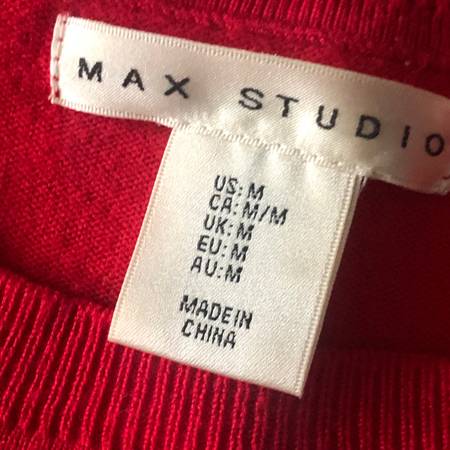 MAX STUDIO
US: M
CA: M/M
UK: M
EU: M
AU: M
MADE IN
CHINA